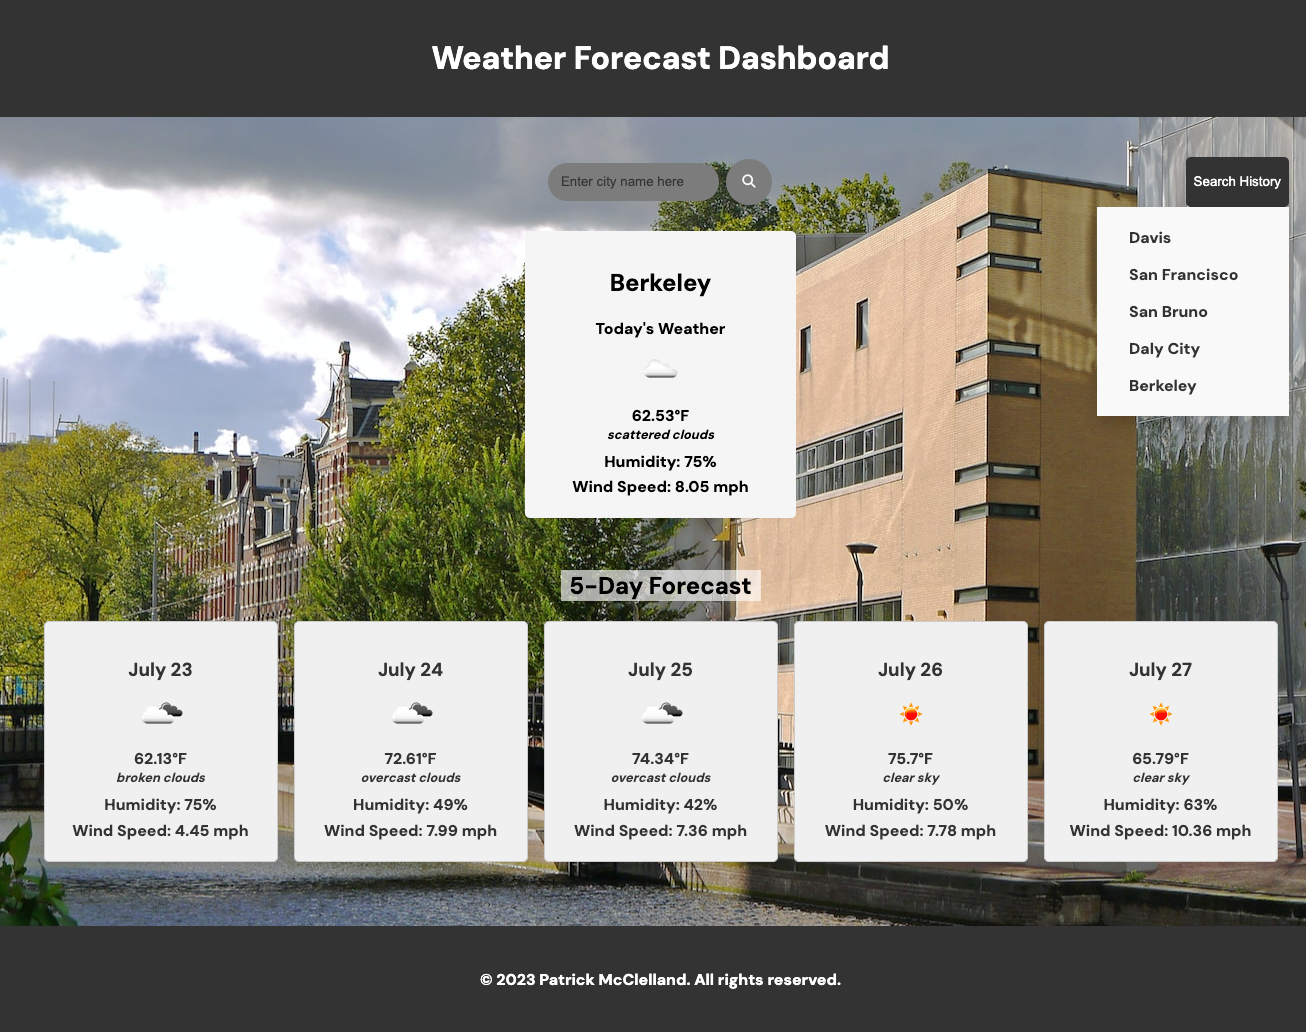 Weather Forecast Dashboard
Enter city name here
Search History
Davis
San Francisco
San Bruno
Daly City
Berkeley
Berkeley
Today's Weather
62.53°F
scattered clouds
Humidity: 75%
Wind Speed: 8.05 mph
5-Day Forecast
July 23
62.13°F
broken clouds
Humidity: 75%
Wind Speed: 4.45 mph
July 24
72.61°F
overcast clouds
Humidity: 49%
Wind Speed: 7.99 mph
July 25
74.34°F
overcast clouds
Humidity: 42%
Wind Speed: 7.36 mph
July 26
75.7°F
clear sky
Humidity: 50%
Wind Speed: 7.78 mph
July 27
65.79°F
clear sky
Humidity: 63%
Wind Speed: 10.36 mph
© 2023 Patrick McClelland. All rights reserved.